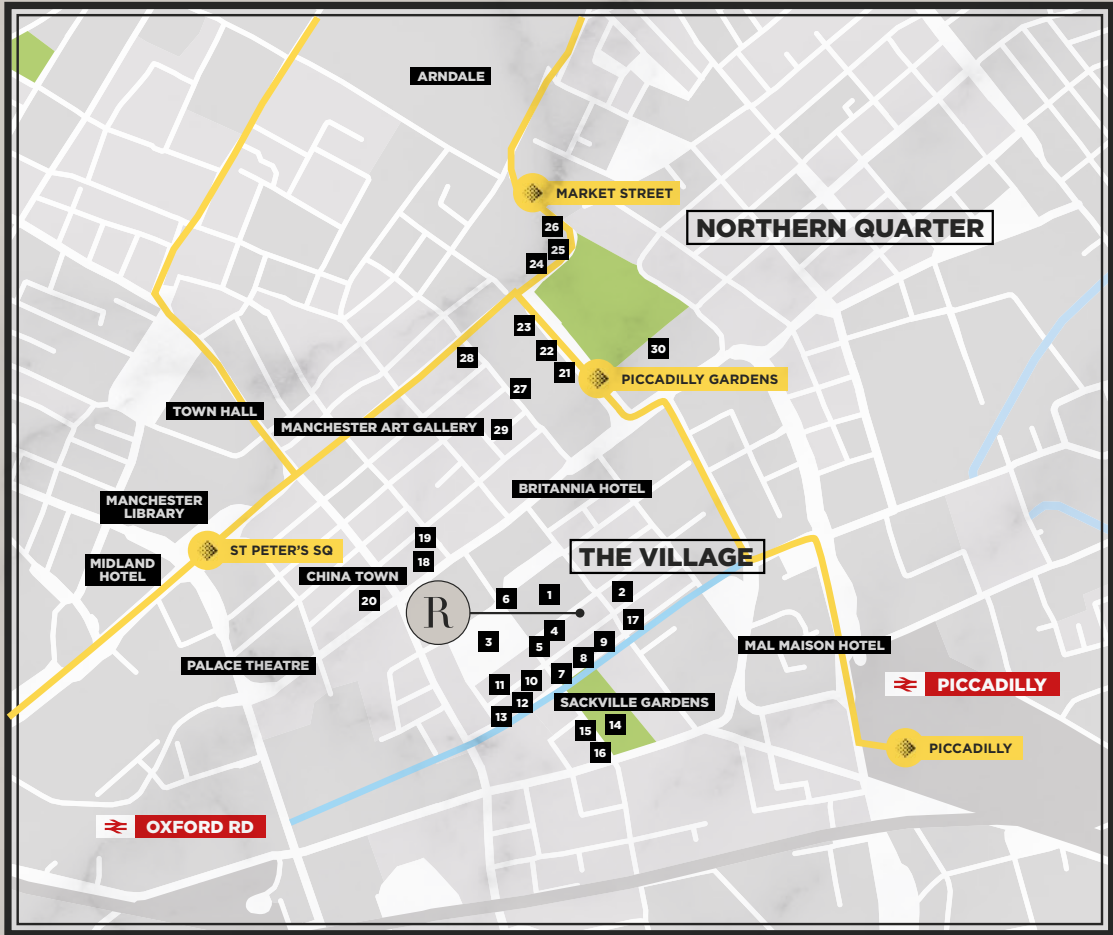 ARNDALE
MARKET STREET
26
NORTHERN QUARTER
25
24
23
22
30
28
21
PICCADILLY GARDENS
27
TOWN HALL
MANCHESTER ART GALLERY
29
BRITANNIA HOTEL
MANCHESTER
LIBRARY
19
ST PETER'S SQ
THE VILLAGE
18
MIDLAND
HOTEL
CHINA TOWN
20
R
6
1
2
17
4
3
5
9
8
MAL MAISON HOTEL
PALACE THEATRE
7
10
11
PICCADILLY
12
SACKVILLE GARDENS
13
14
15
16
PICCADILLY
OXFORD RD